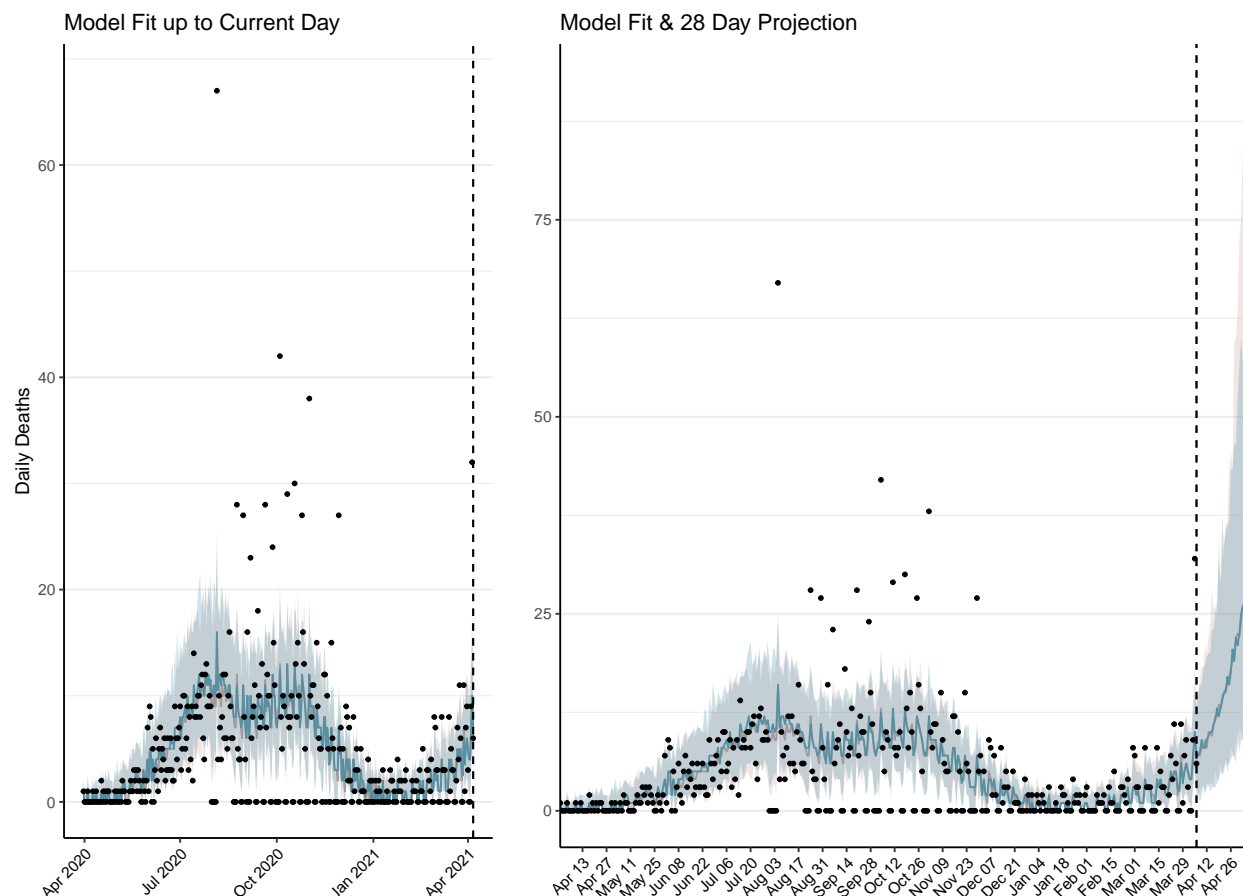 Model Fit up to Current Day
Daily Deaths
60
40
20
0
Apr 2020
Jul 2020
Oct 2020
Jan 2021
Apr 2021
Model Fit & 28 Day Projection
75
50
25
0
Apr 13
Apr 27
May 11
May 25
Jun 08
Jun 22
Jul 06
Jul 20
Aug 03
Aug 17
Aug 31
Sep 14
Sep 28
Oct 12
Oct 26
Nov 09
Nov 23
Dec 07
Dec 21
Jan 04
Jan 18
Feb 01
Feb 15
Mar 01
Mar 15
Mar 29
Apr 12
Apr 26